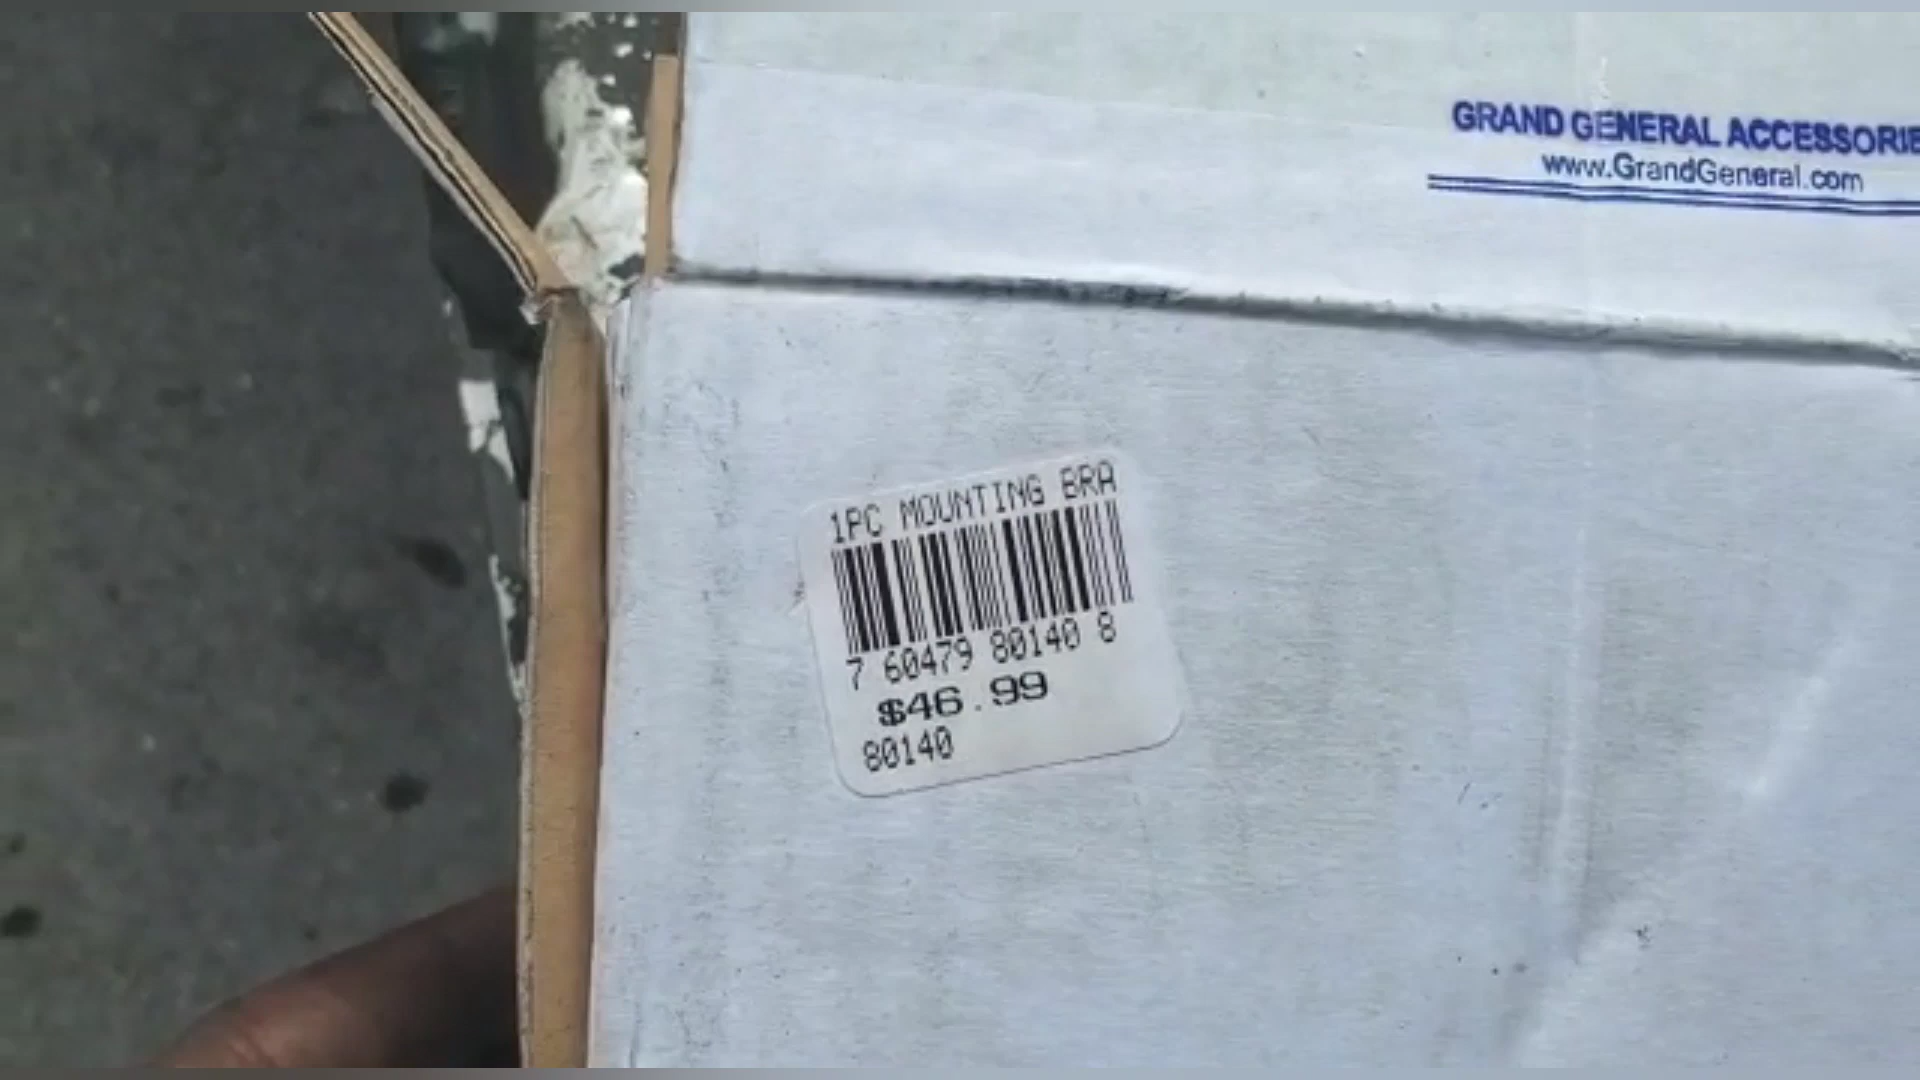 GRAND GENERAL ACCESSORIE
www.GrandGeneral.com
1PC MOUNTING BRA
7 60479 80140 8
$46.99
80140